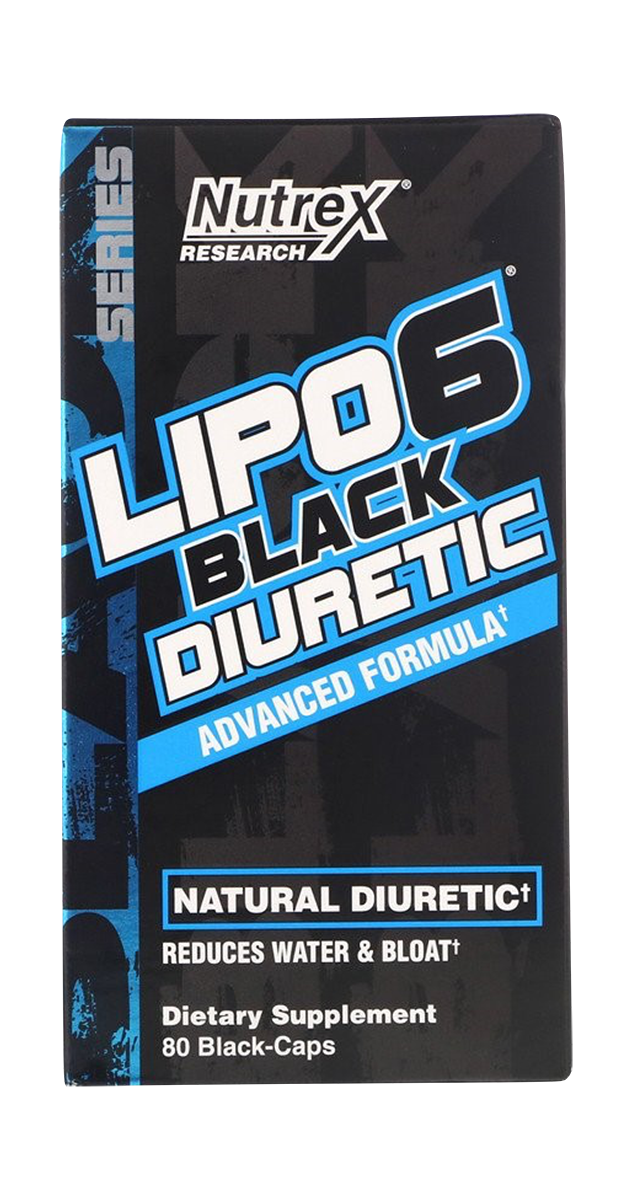 SERIES
Nutrex®
RESEARCH
LIPO6®
BLACK
DIURETIC
ADVANCED FORMULA†
NATURAL DIURETIC†
REDUCES WATER & BLOAT†
Dietary Supplement
80 Black-Caps